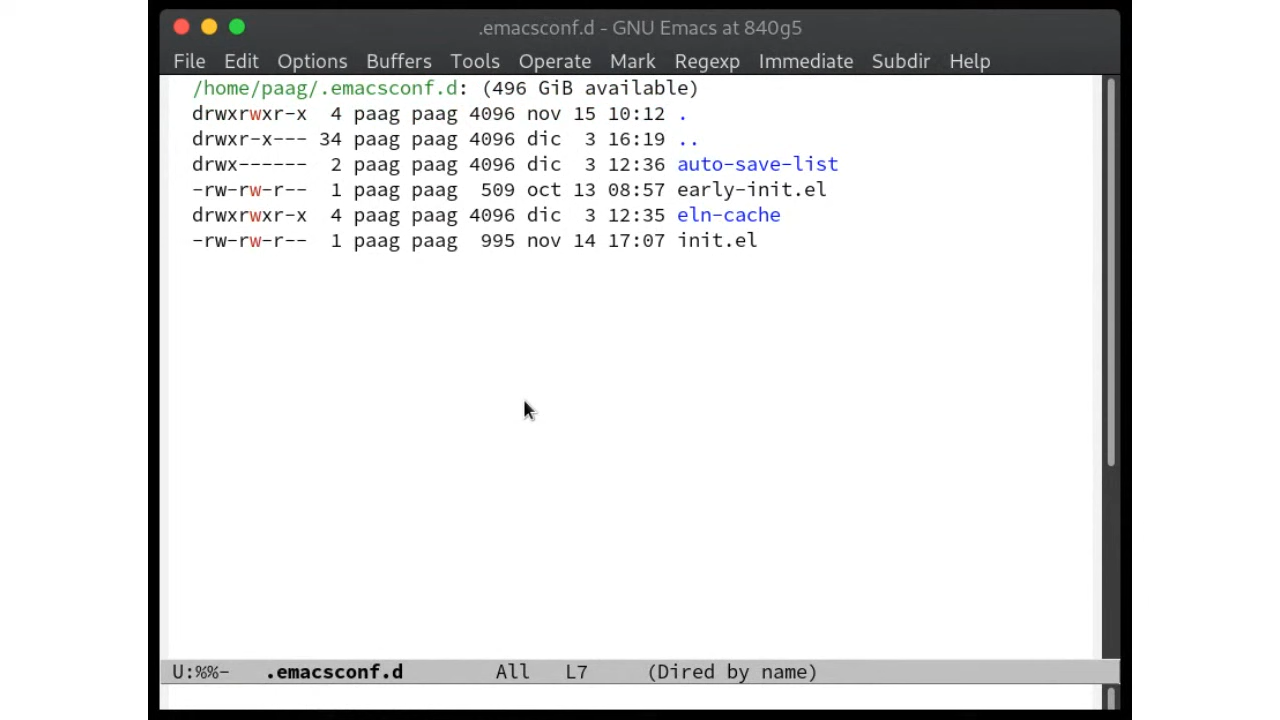 .emacsconf.d - GNU Emacs at 840g5
File Edit Options Buffers Tools Operate Mark Regexp Immediate Subdir Help
/home/paag/.emacsconf.d: (496 GiB available)
drwxrwxr-x  4 paag paag 4096 nov 15 10:12 .
drwxr-x--- 34 paag paag 4096 dic  3 16:19 ..
drwx------  2 paag paag 4096 dic  3 12:36 auto-save-list
-rw-rw-r--  1 paag paag  509 oct 13 08:57 early-init.el
drwxrwxr-x  4 paag paag 4096 dic  3 12:35 eln-cache
-rw-rw-r--  1 paag paag  995 nov 14 17:07 init.el
U:%%-   .emacsconf.d        All   L7     (Dired by name)